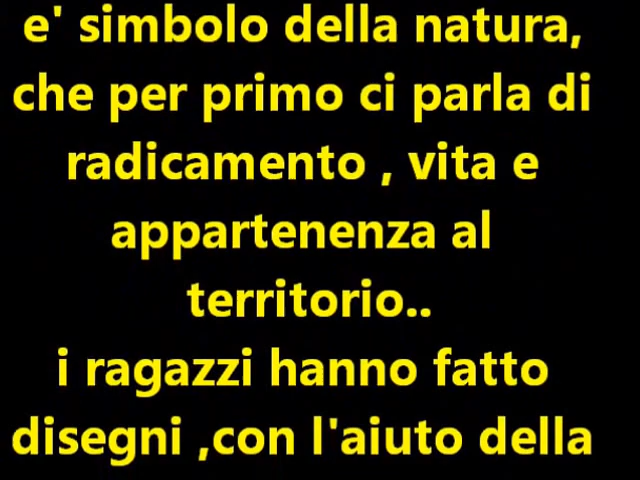 e' simbolo della natura,
che per primo ci parla di
radicamento , vita e
appartenenza al
territorio..
i ragazzi hanno fatto
disegni ,con l'aiuto della